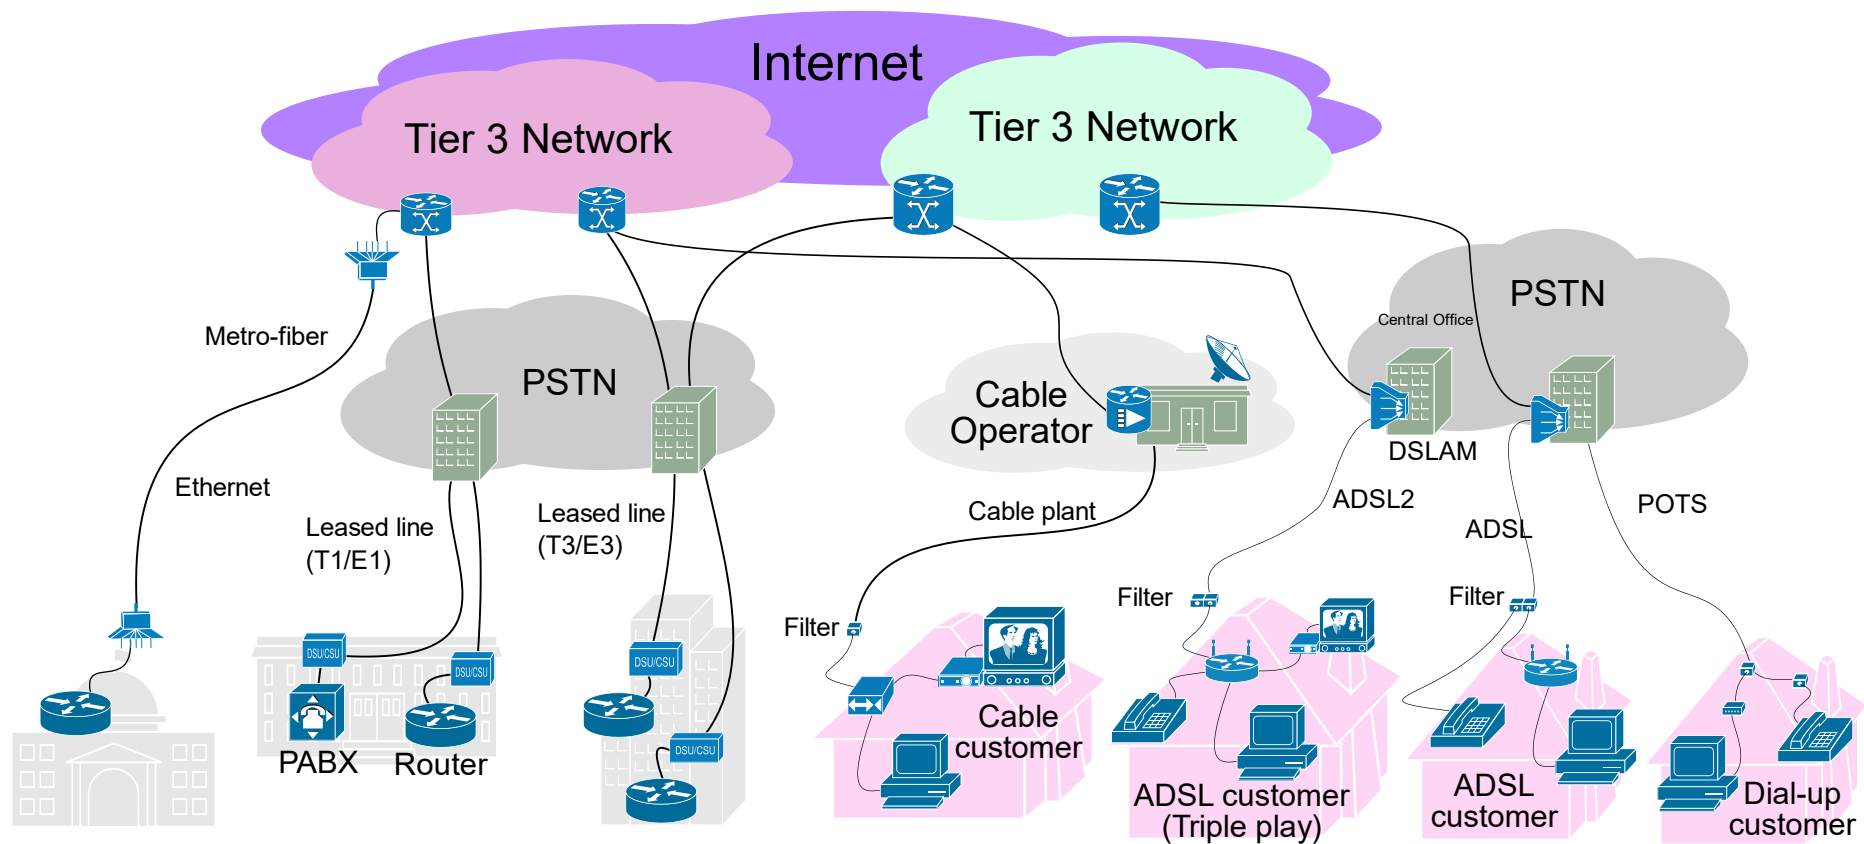 Internet
Tier 3 Network
Tier 3 Network
Metro-fiber
Ethernet
PSTN
Leased line
(T1/E1)
Leased line
(T3/E3)
DSU/CSU
DSU/CSU
PABX
Router
DSU/CSU
DSU/CSU
Cable
Operator
Cable plant
Filter
Cable
customer
PSTN
Central Office
DSLAM
ADSL2
ADSL
POTS
Filter
Filter
ADSL customer
(Triple play)
ADSL
customer
Dial-up
customer